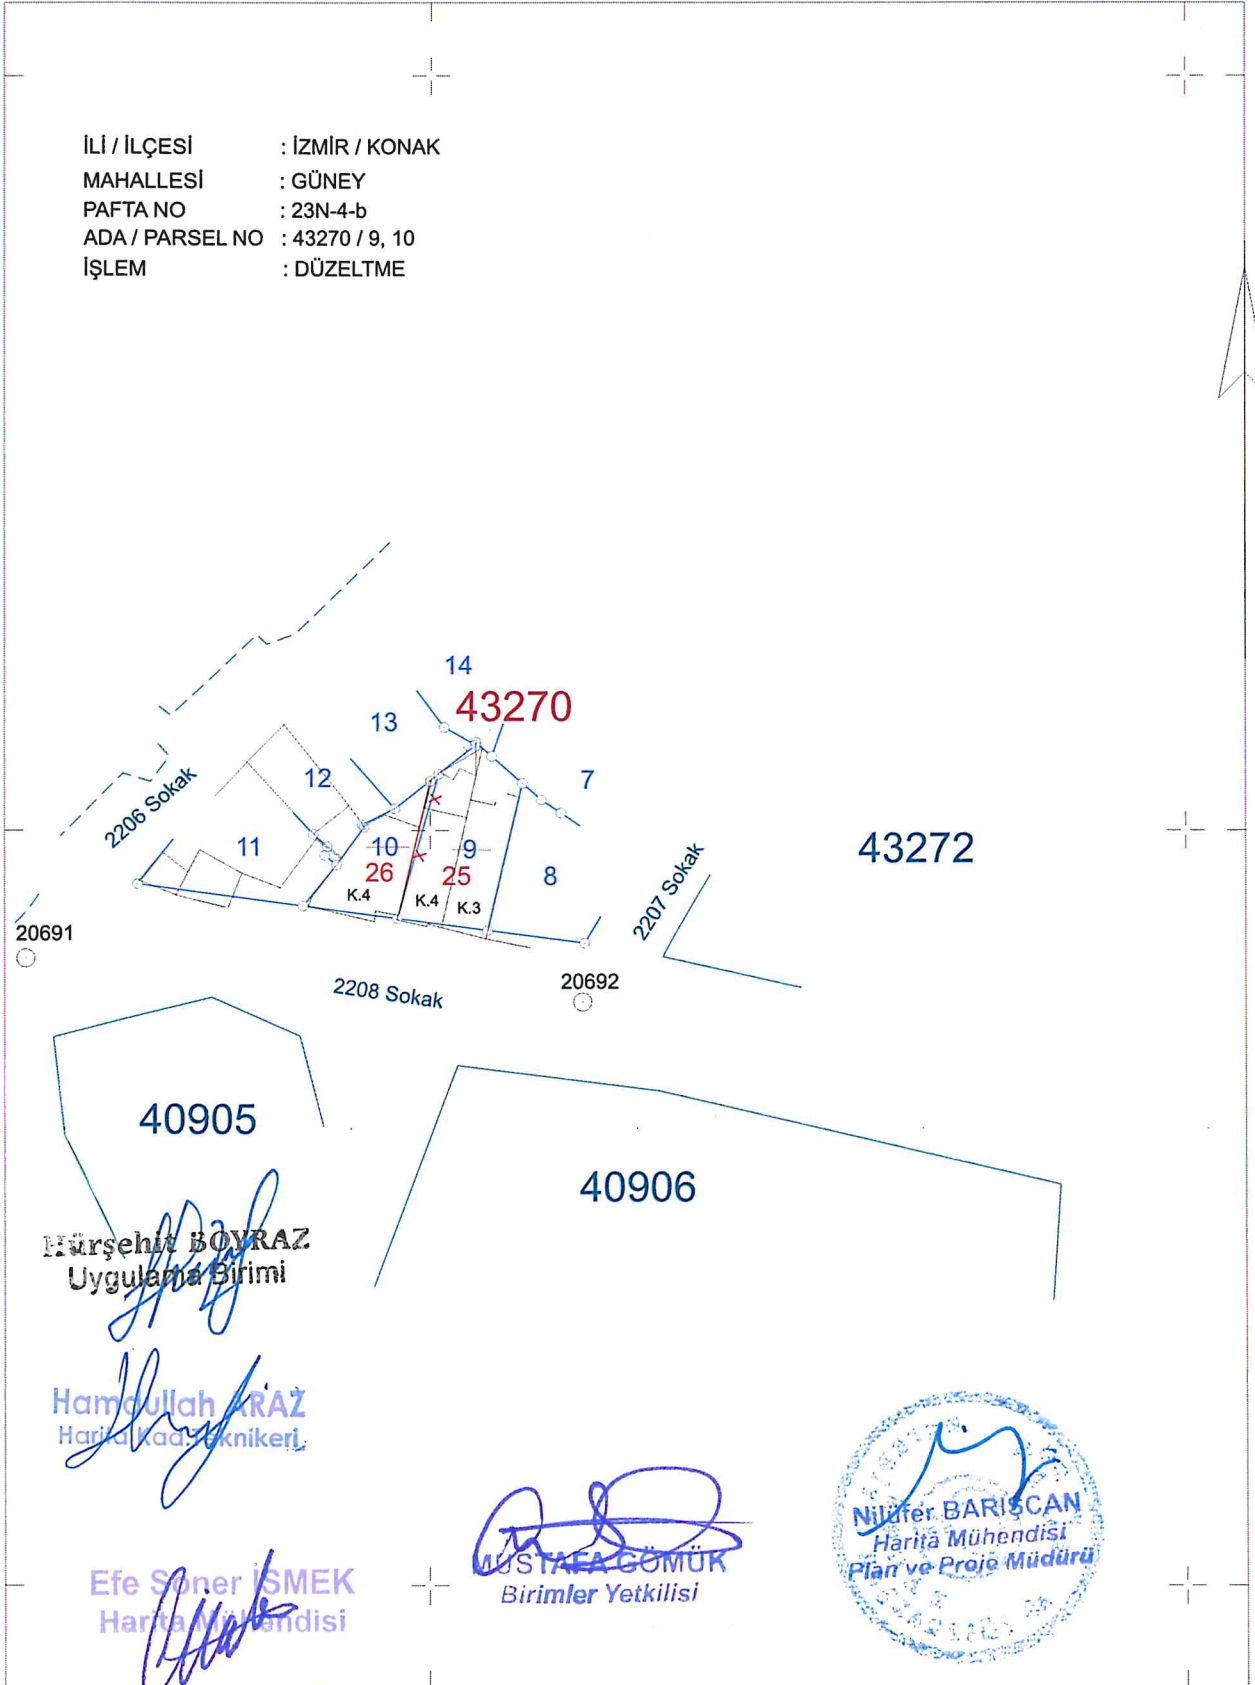 İLİ / İLÇESİ : İZMİR / KONAK
MAHALLESİ : GÜNEY
PAFTA NO : 23N-4-b
ADA / PARSEL NO : 43270 / 9, 10
İŞLEM : DÜZELTME
14
43270
13
12
7
2206 Sokak
11
10
9
43272
26
25
8
K.4
K.4
K.3
2207 Sokak
20691
20692
2208 Sokak
40905
40906
Hürşehit BOYRAZ
Uygulama Birimi
Hamdullah ARAZ
Harita Kad.Teknikeri
Efe Soner İSMEK
Harita Mühendisi
MUSTAFA GÖMÜK
Birimler Yetkilisi
Nilüfer BARIŞCAN
Harita Mühendisi
Plan ve Proje Müdürü